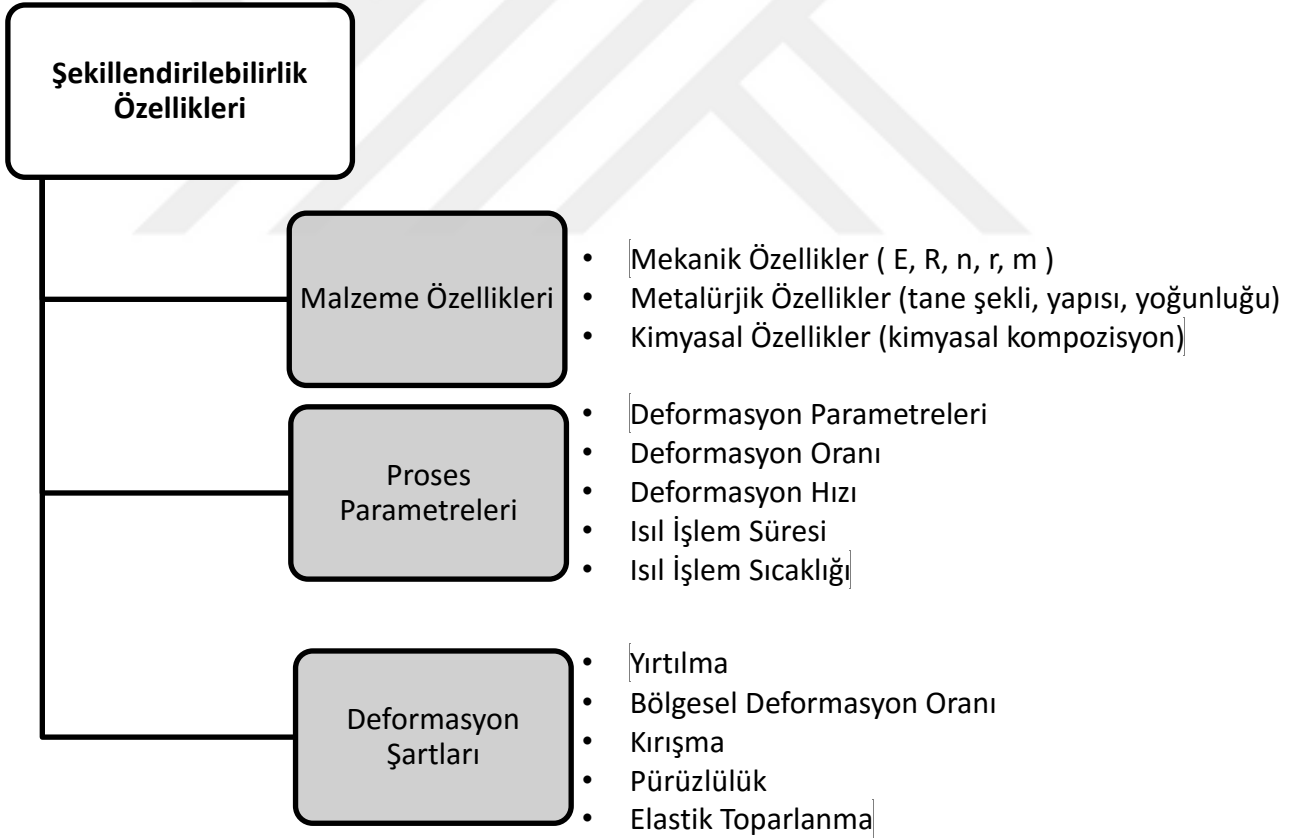 Şekillendirilebilirlik
Özellikleri
Malzeme Özellikleri
• Mekanik Özellikler ( E, R, n, r, m )
• Metalürjik Özellikler (tane şekli, yapısı, yoğunluğu)
• Kimyasal Özellikler (kimyasal kompozisyon)
Proses
Parametreleri
• Deformasyon Parametreleri
• Deformasyon Oranı
• Deformasyon Hızı
• Isıl İşlem Süresi
• Isıl İşlem Sıcaklığı
Deformasyon
Şartları
• Yırtılma
• Bölgesel Deformasyon Oranı
• Kırışma
• Pürüzlülük
• Elastik Toparlanma